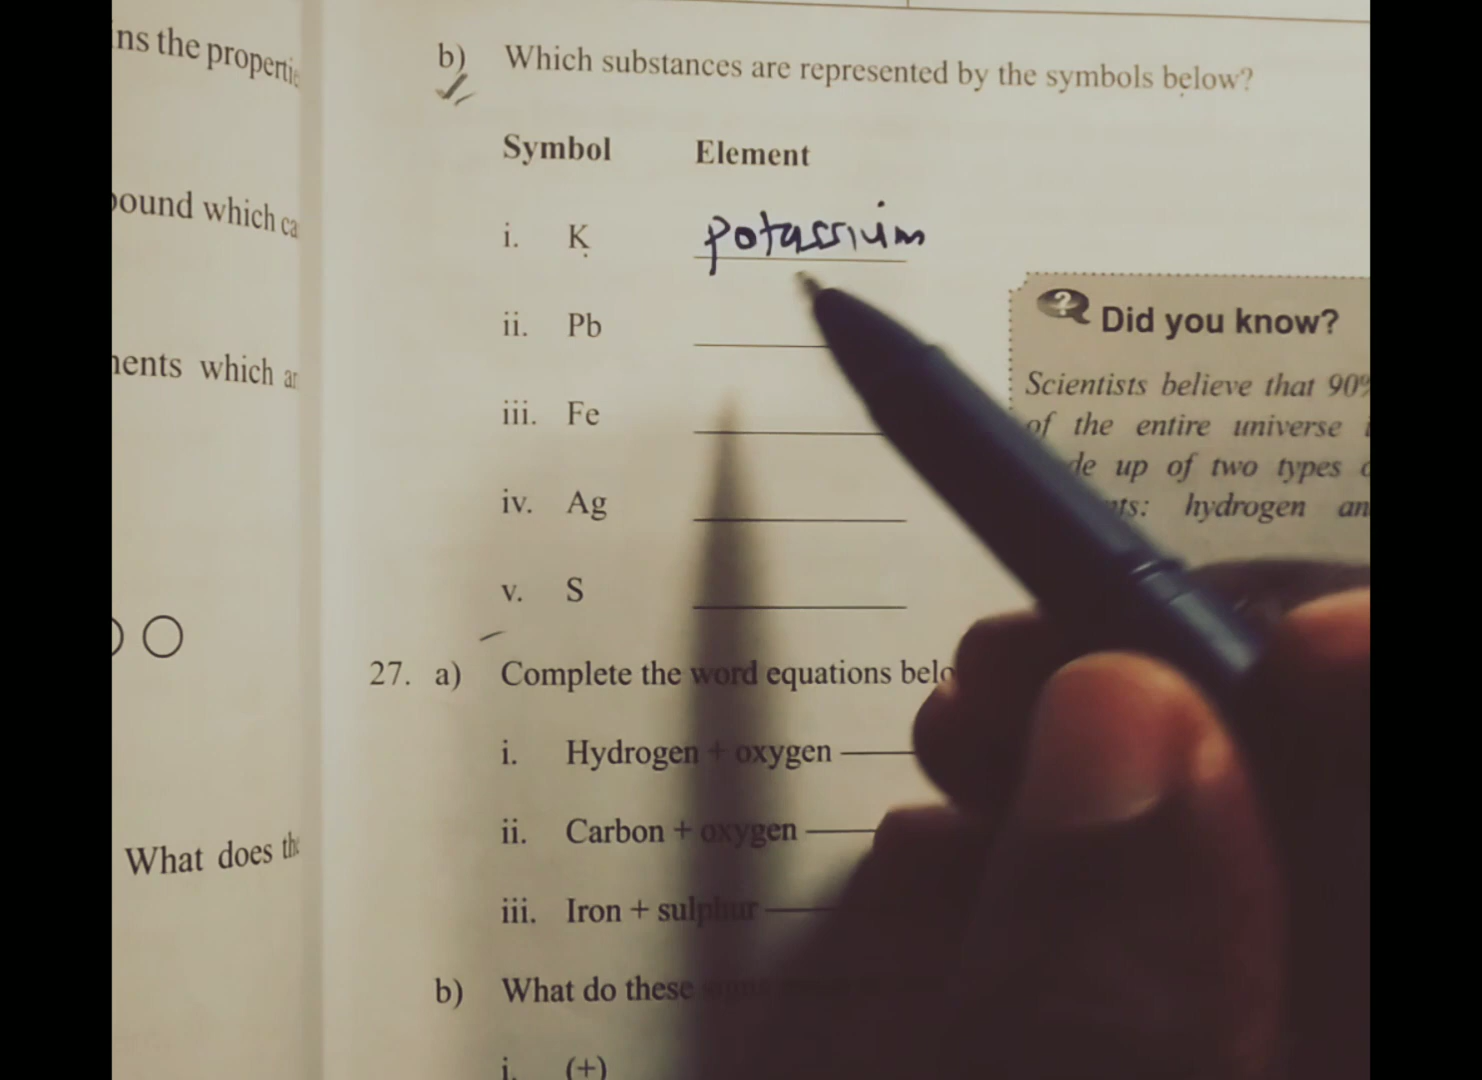 ins the
ound which ca
ents which ar
What does
b) Which substances are represented by the symbols below?
Symbol Element
i. K potassium
ii. Pb
iii. Fe
iv. Ag
v. S
27. a) Complete the word equations belo
i. Hydrogen + oxygen
ii. Carbon + oxygen
iii. Iron + sulphur
b) What do these
i. (+)
? Did you know?
Scientists believe that 90%
of the entire universe
de up of two types
nts: hydrogen an